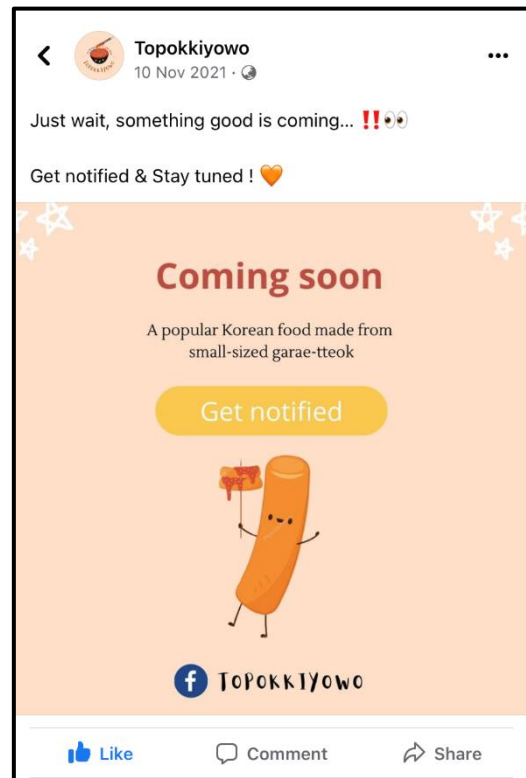 Topokkiyowo
10 Nov 2021 ·
Just wait, something good is coming... ‼️👀
Get notified & Stay tuned ! 🧡
Coming soon
A popular Korean food made from
small-sized garae-tteok
Get notified
TOPOKKIYOWO
Like Comment Share